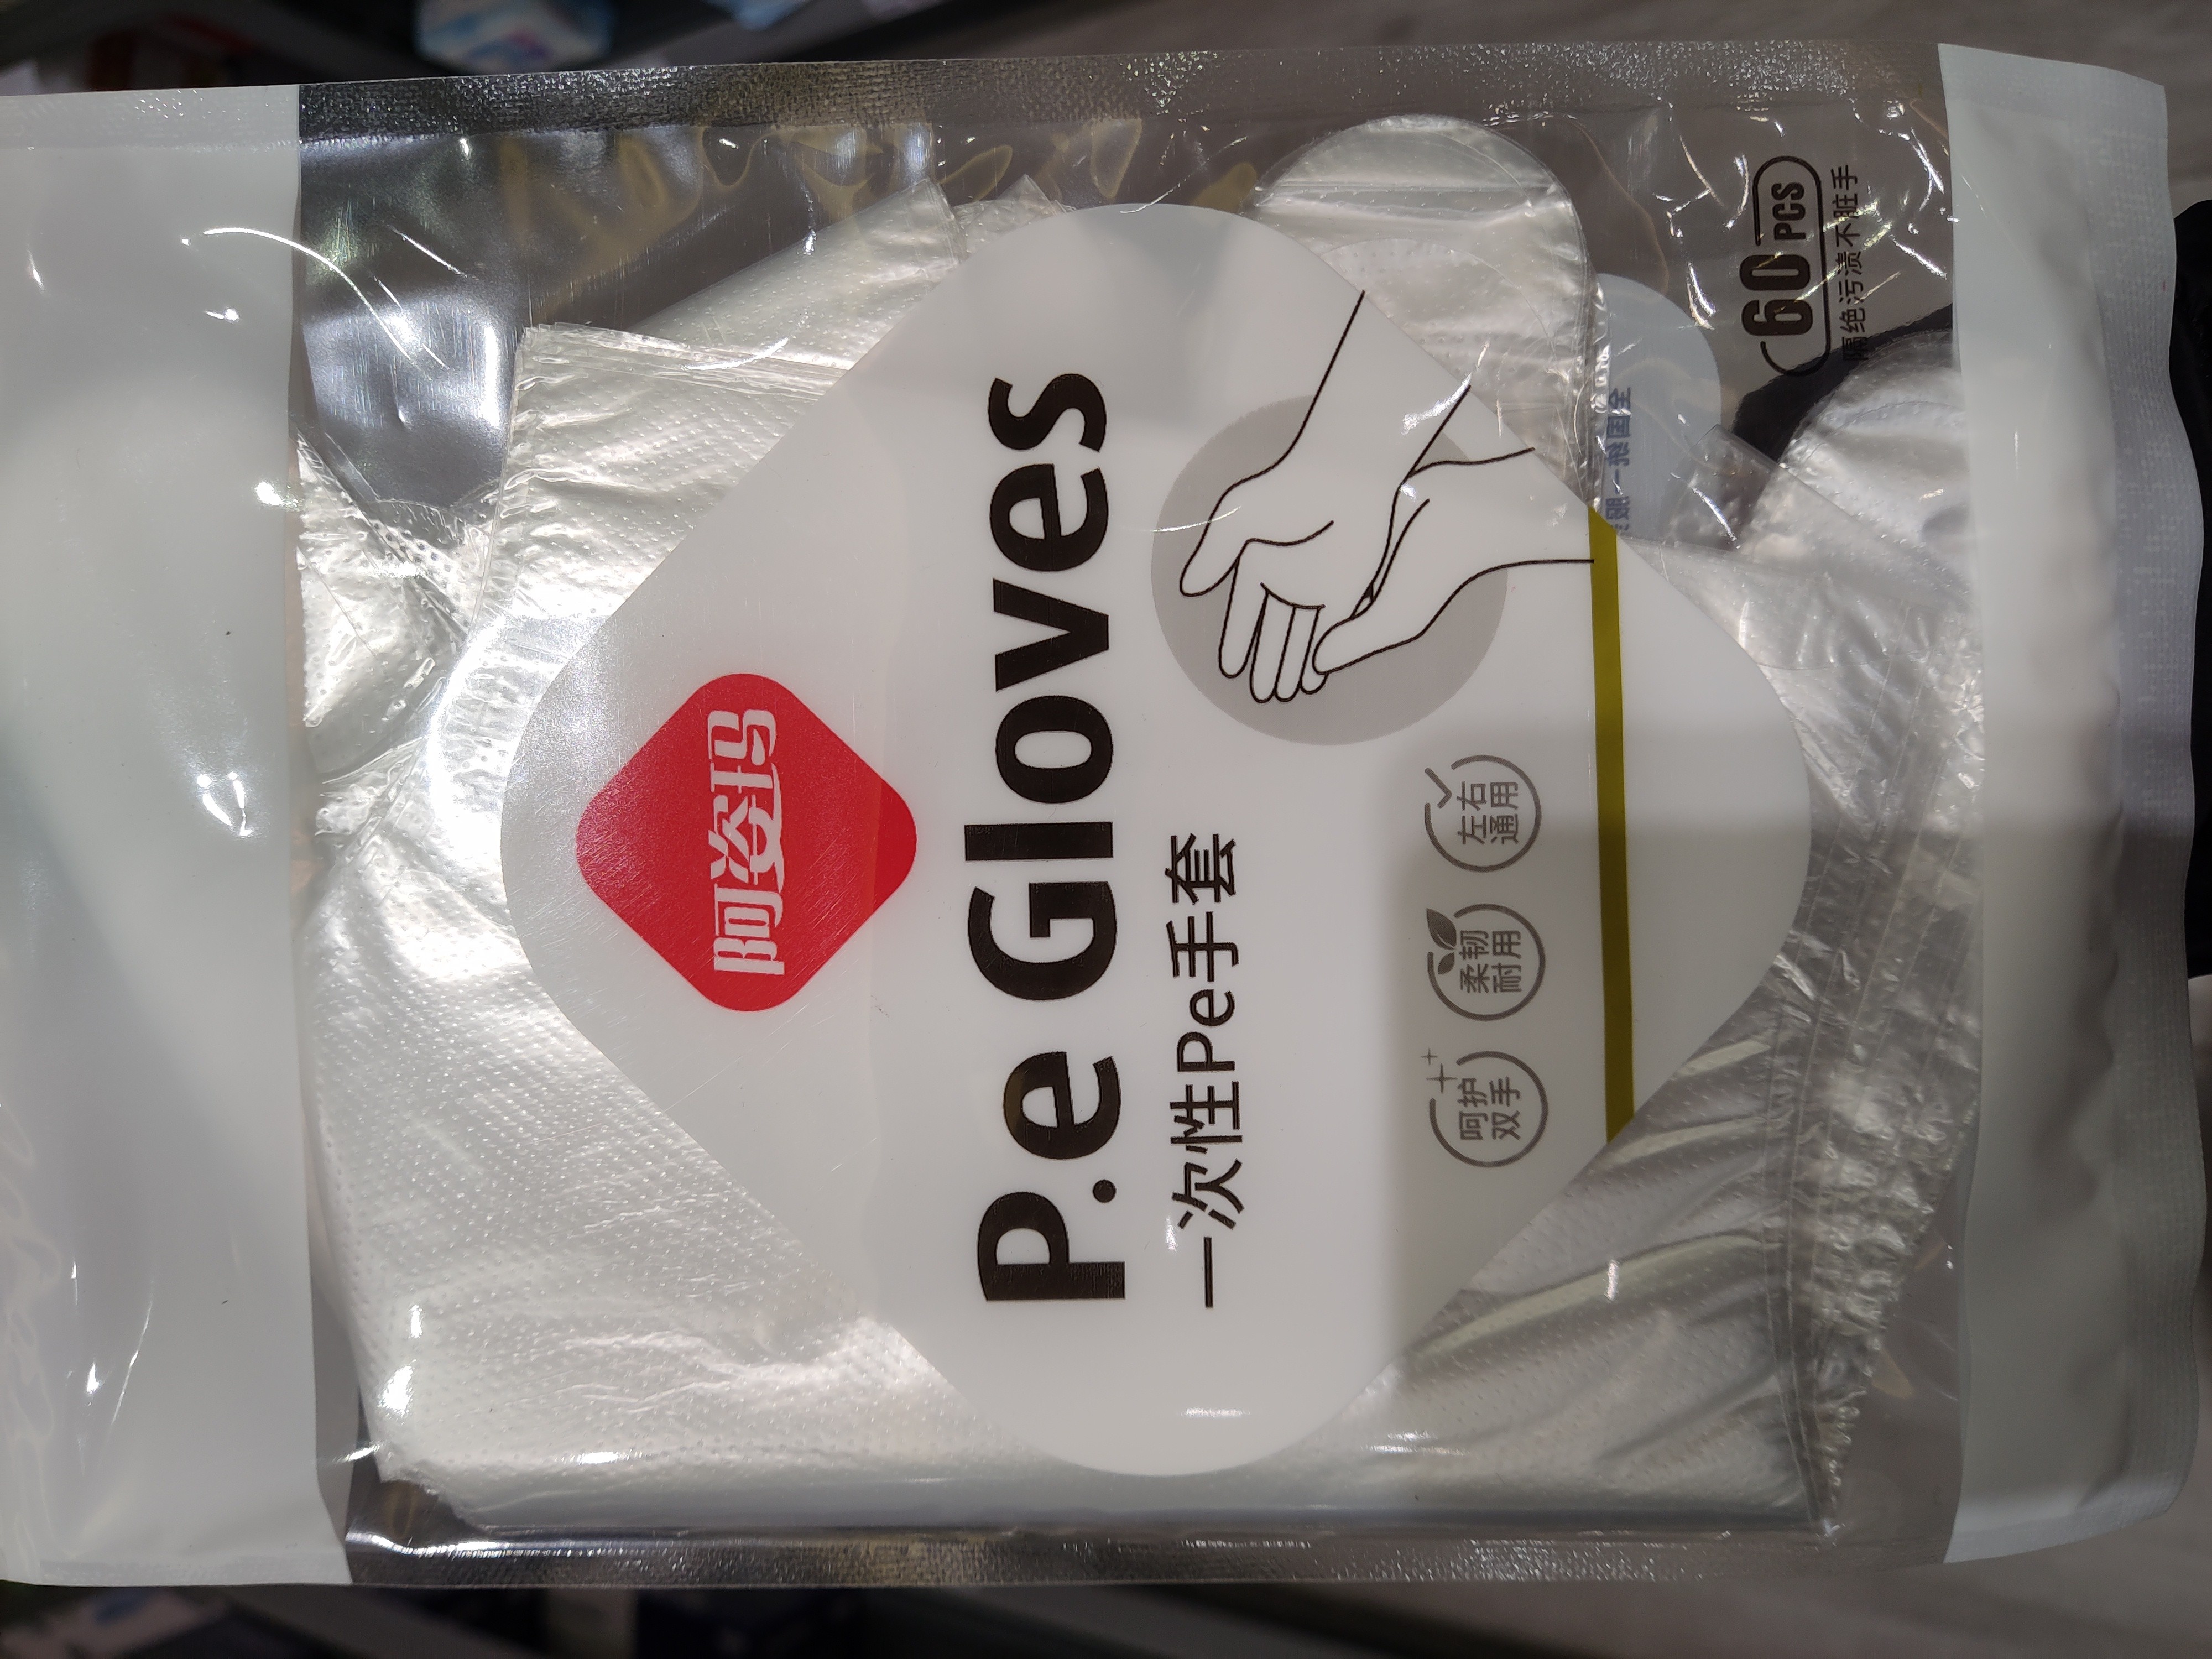 阿姿玛
P.e Gloves
一次性Pe手套
呵护
双手
柔韧
耐用
左右
通用
60PCS
隔绝污渍不脏手